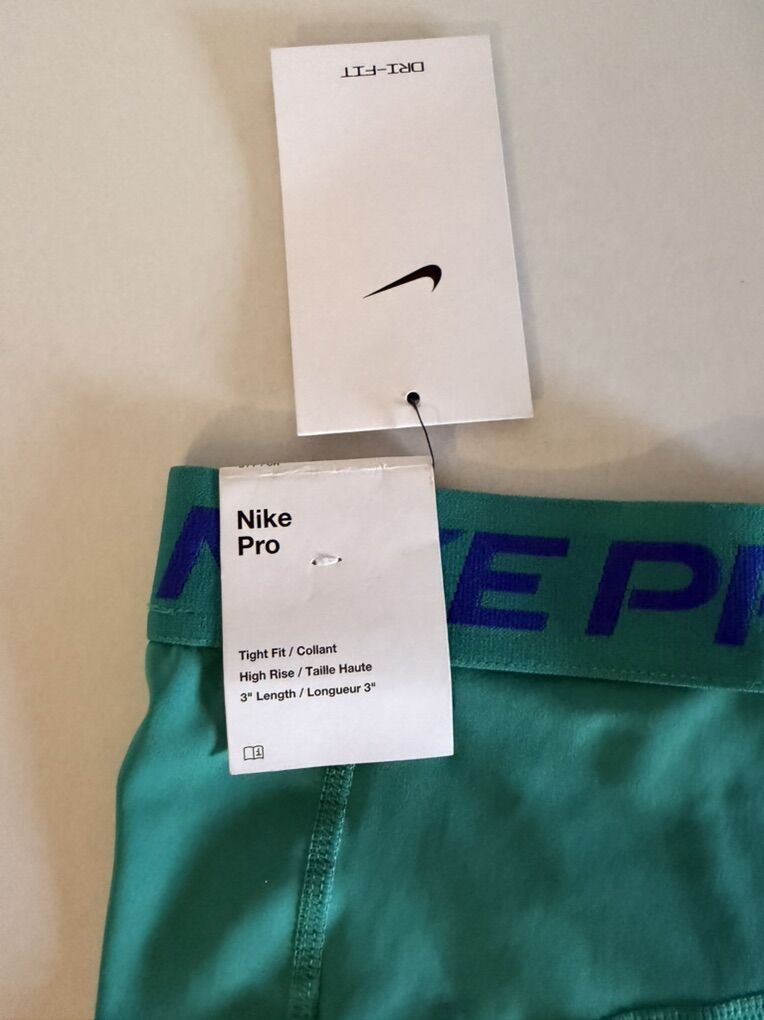 DRI-FIT
Nike
Pro
Tight Fit / Collant
High Rise / Taille Haute
3" Length / Longueur 3"